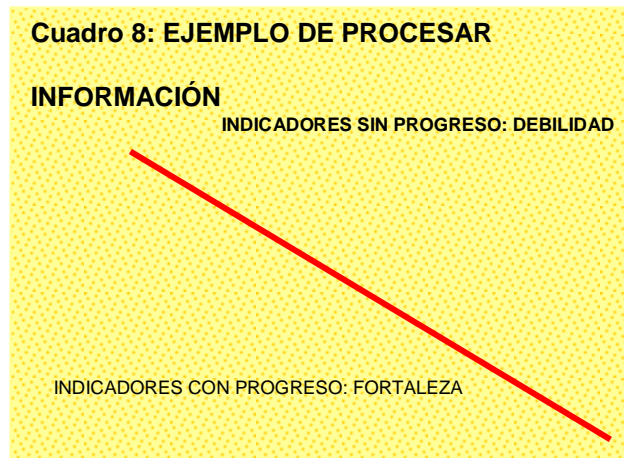 Cuadro 8: EJEMPLO DE PROCESAR
INFORMACIÓN
INDICADORES SIN PROGRESO: DEBILIDAD
INDICADORES CON PROGRESO: FORTALEZA